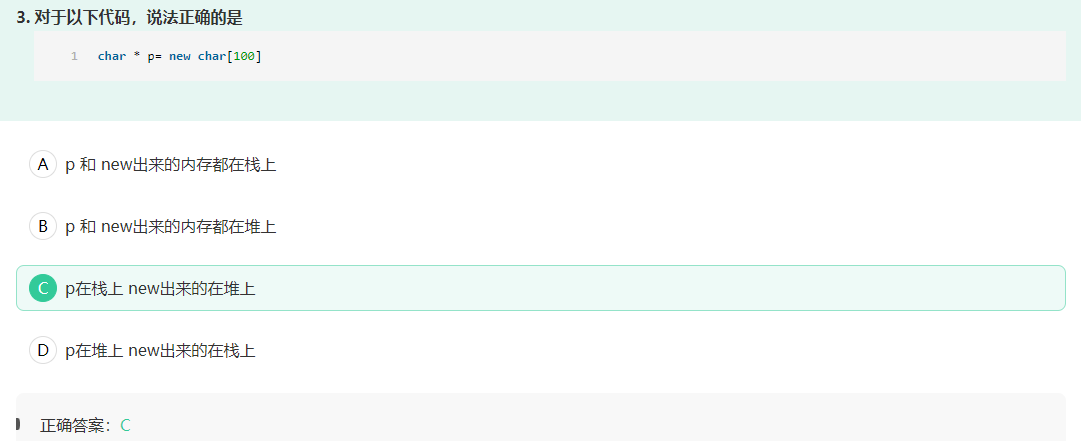 3. 对于以下代码，说法正确的是
1 char * p= new char[100]
A p 和 new出来的内存都在栈上
B p 和 new出来的内存都在堆上
C p在栈上 new出来的在堆上
D p在堆上 new出来的在栈上
正确答案：C